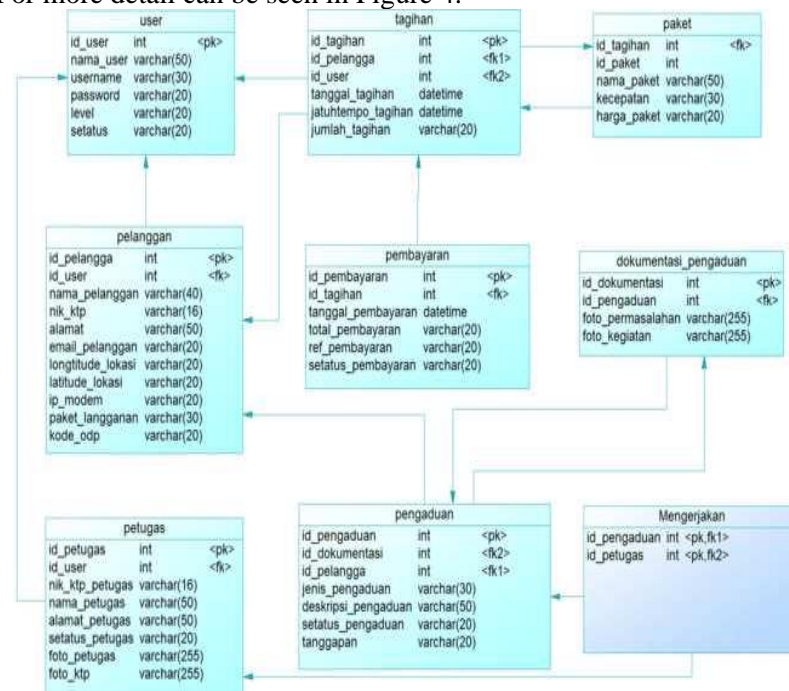 For more detail can be seen in Figure 4.
user
id_user int <pk>
nama_user varchar(50)
username varchar(30)
password varchar(20)
level varchar(20)
setatus varchar(20)
tagihan
id_tagihan int <pk>
id_pelangga int <fk1>
id_user int <fk2>
tanggal_tagihan datetime
jatuhtempo_tagihan datetime
jumlah_tagihan varchar(20)
paket
id_tagihan int <fk>
id_paket int
nama_paket varchar(50)
kecepatan varchar(30)
harga_paket varchar(20)
pelanggan
id_pelangga int <pk>
id_user int <fk>
nama_pelanggan varchar(40)
nik_ktp varchar(16)
alamat varchar(50)
email_pelanggan varchar(20)
longtitude_lokasi varchar(20)
latitude_lokasi varchar(20)
ip_modem varchar(20)
paket_langganan varchar(30)
kode_odp varchar(20)
pembayaran
id_pembayaran int <pk>
id_tagihan int <fk>
tanggal_pembayaran datetime
total_pembayaran varchar(20)
ref_pembayaran varchar(20)
setatus_pembayaran varchar(20)
dokumentasi_pengaduan
id_dokumentasi int <pk>
id_pengaduan int <fk>
foto_permasalahan varchar(255)
foto_kegiatan varchar(255)
petugas
id_petugas int <pk>
id_user int <fk>
nik_ktp_petugas varchar(16)
nama_petugas varchar(50)
alamat_petugas varchar(50)
setatus_petugas varchar(20)
foto_petugas varchar(255)
foto_ktp varchar(255)
pengaduan
id_pengaduan int <pk>
id_dokumentasi int <fk2>
id_pelangga int <fk1>
jenis_pengaduan varchar(30)
deskripsi_pengaduan varchar(50)
setatus_pengaduan varchar(20)
tanggapan varchar(20)
Mengerjakan
id_pengaduan int <pk,fk1>
id_petugas int <pk,fk2>